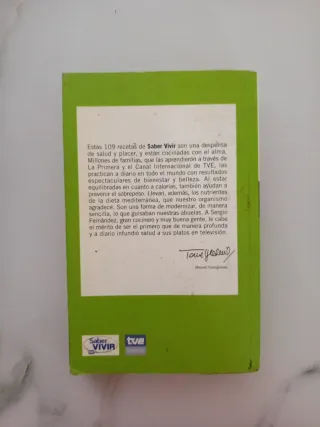 Estas 109 recetas de Saber Vivir son una despensa
de salud y placer, y están cocinadas con el alma.
Millones de familias, que las aprendieron a través de
La Primera y el Canal Internacional de TVE, las
practican a diario en todo el mundo con resultados
espectaculares de bienestar y belleza. Al estar
equilibradas en cuanto a calorías, también ayudan a
prevenir el sobrepeso. Llevan, además, los nutrientes
de la dieta mediterránea, que nuestro organismo
agradece. Son una forma de modernizar, de manera
sencilla, lo que guisaban nuestras abuelas. A Sergio
Fernández, gran cocinero y muy buena gente, le cabe
el mérito de ser el primero que de manera profunda
y a diario infundió salud a sus platos en televisión.
Manuel Torreiglesias
Saber
VIVIR
tve